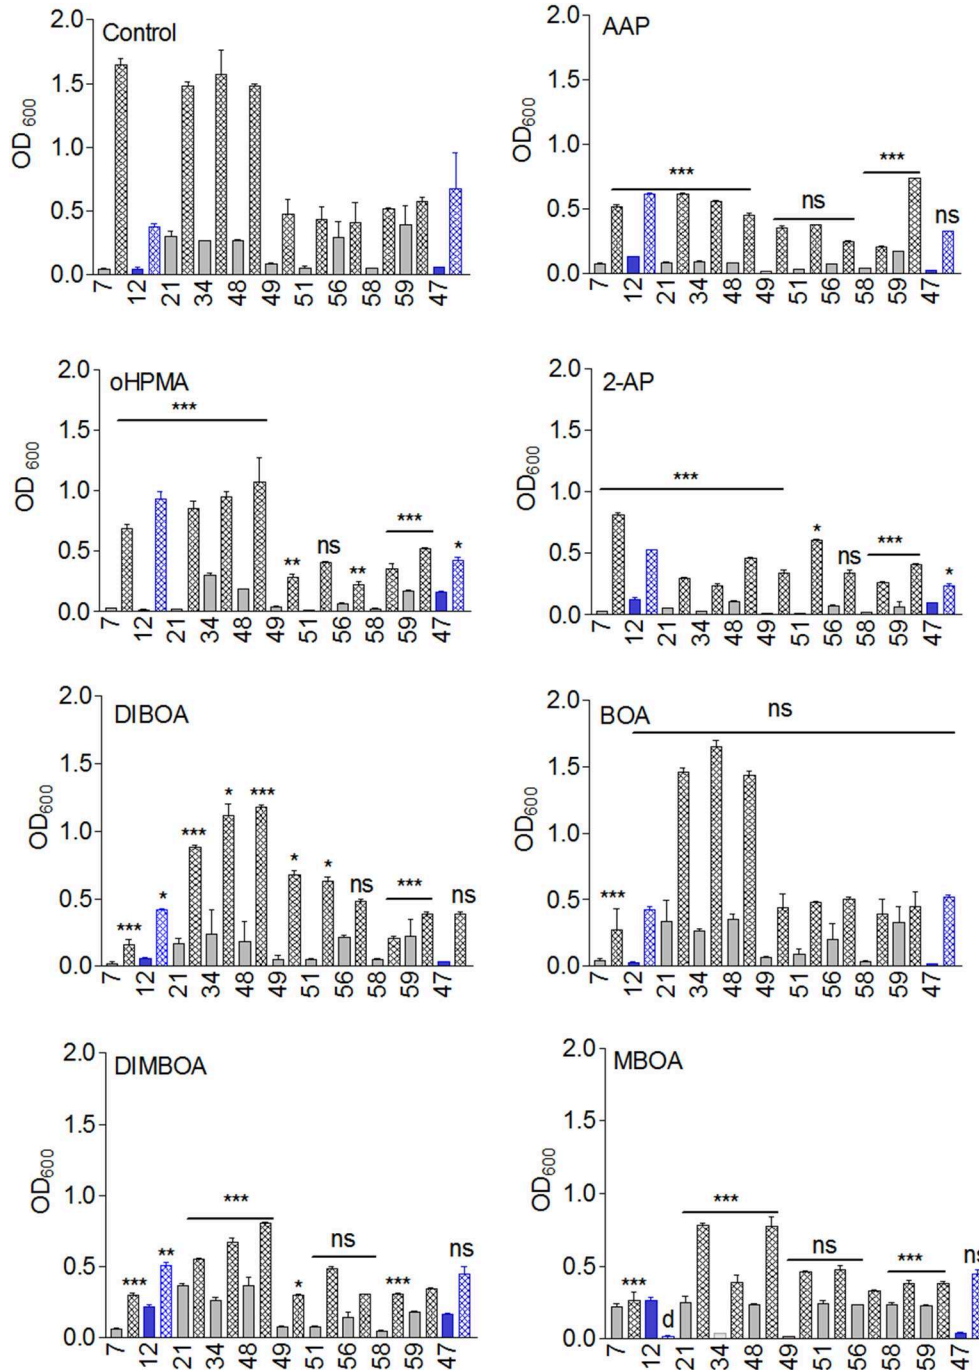 Control
OD 600
2.0
1.5
1.0
0.5
0.0
7 12 21 34 48 49 51 56 58 59 47
AAP
OD600
2.0
1.5
1.0
0.5
0.0
***
ns
***
ns
7 12 21 34 48 49 51 56 58 59 47
oHPMA
OD 600
2.0
1.5
1.0
0.5
0.0
***
**
ns
**
***
*
7 12 21 34 48 49 51 56 58 59 47
2-AP
OD600
2.0
1.5
1.0
0.5
0.0
***
*
ns
***
*
7 12 21 34 48 49 51 56 58 59 47
DIBOA
OD600
2.0
1.5
1.0
0.5
0.0
***
*
***
*
***
*
*
ns
***
ns
7 12 21 34 48 49 51 56 58 59 47
BOA
OD600
2.0
1.5
1.0
0.5
0.0
***
ns
7 12 21 34 48 49 51 56 58 59 47
DIMBOA
OD600
2.0
1.5
1.0
0.5
0.0
***
**
***
*
ns
***
ns
7 12 21 34 48 49 51 56 58 59 47
MBOA
OD600
2.0
1.5
1.0
0.5
0.0
***
d
***
ns
***
ns
7 12 21 34 49 51 56 58 59 47